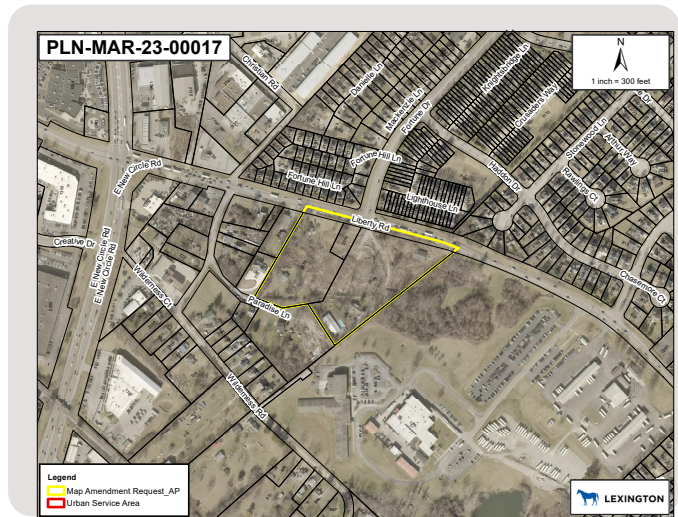 PLN-MAR-23-00017
N
1 inch = 300 feet
Christian Rd
Danielle Ln
Mackenzie Ln
Fortune Dr
Knightsbridge Ln
Crusaders Way
Stonewood Ln
Arthur Way
Rawlings Ct
Haddon Dr
E New Circle Rd
Fortune Hill Ln
Fortune Hill Ln
Lighthouse Ln
Liberty Rd
Creative Dr
E New Circle Rd
E New Circle Rd
Wilderness Ct
Paradise Ln
Chasemore Ct
Wilderness Rd
Legend
Map Amendment Request_AP
Urban Service Area
LEXINGTON